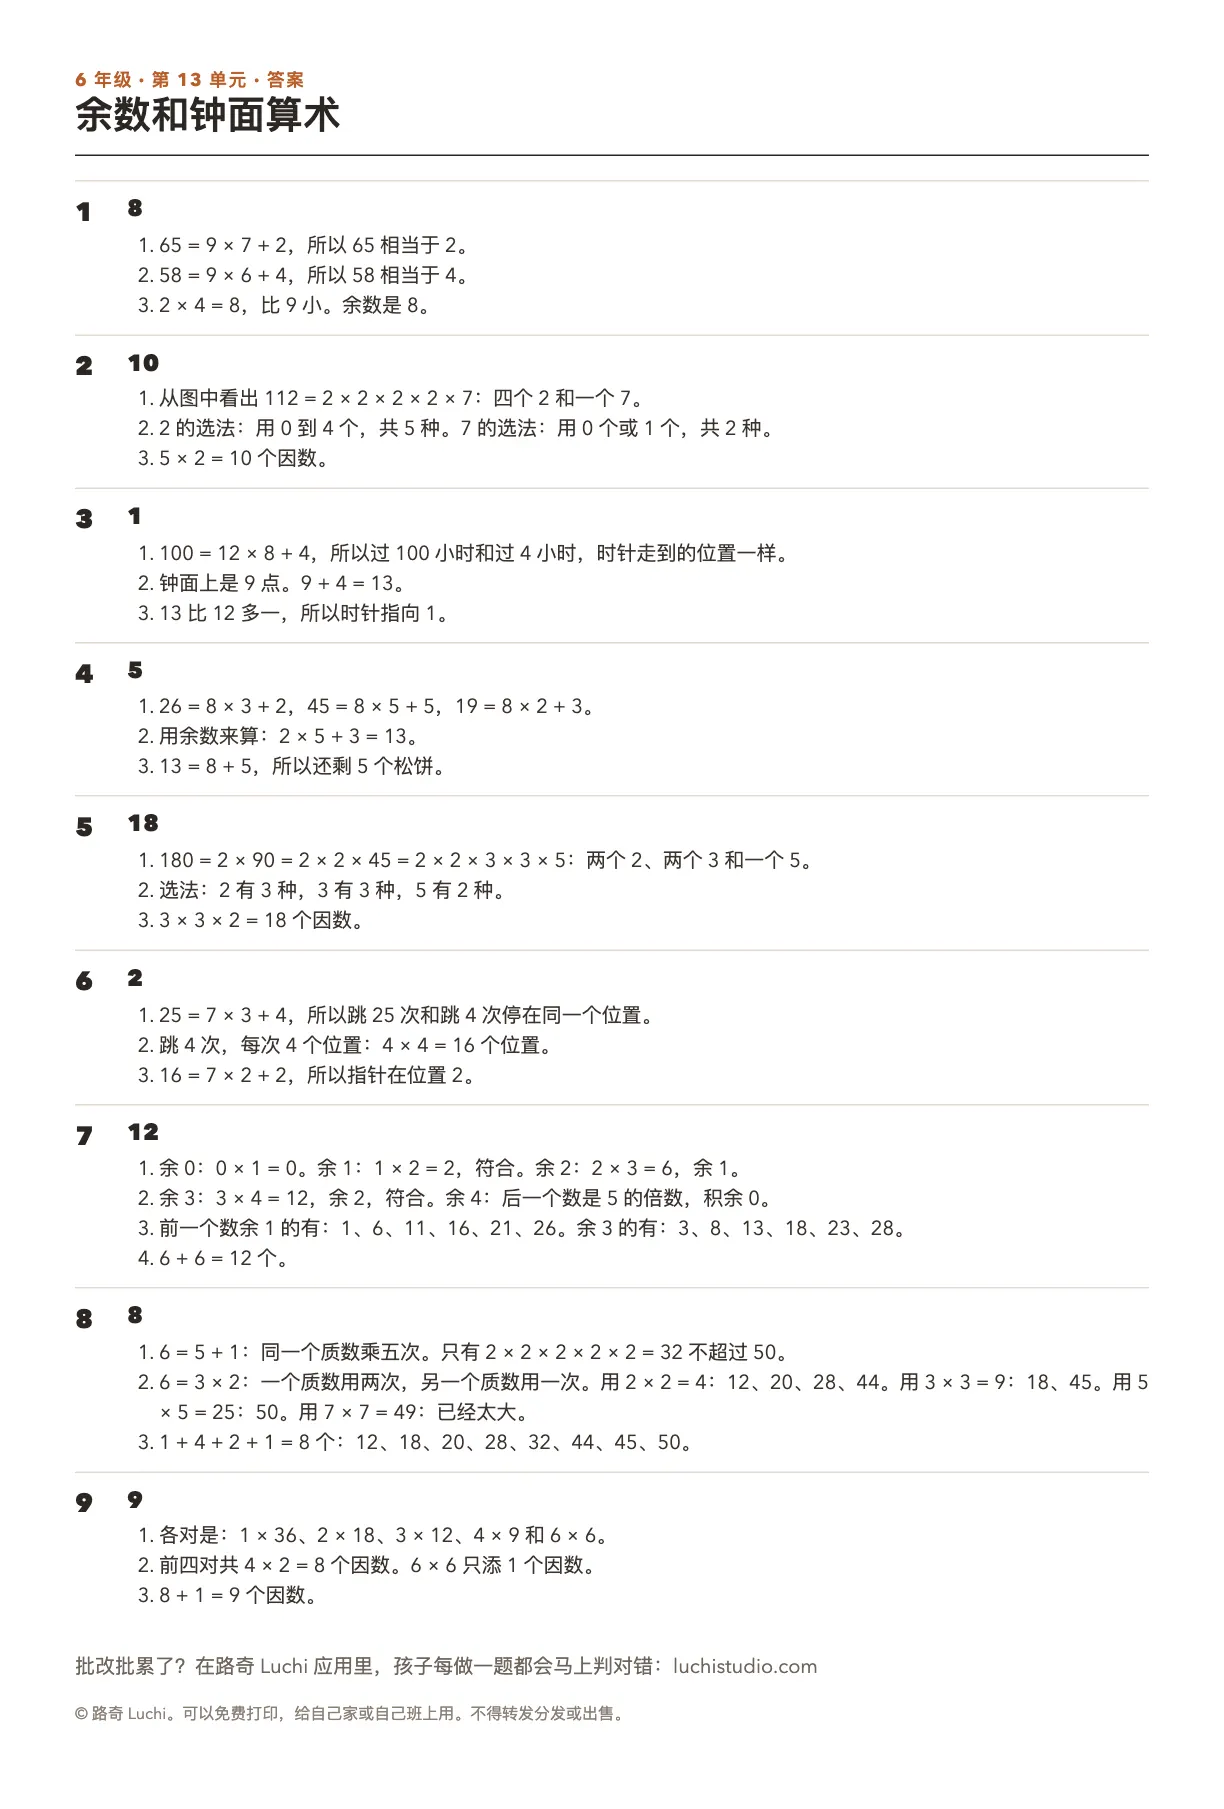 6 年级 · 第 13 单元 · 答案
余数和钟面算术
1 8
1. 65 = 9 × 7 + 2，所以 65 相当于 2。
2. 58 = 9 × 6 + 4，所以 58 相当于 4。
3. 2 × 4 = 8，比 9 小。余数是 8。
2 10
1. 从图中看出 112 = 2 × 2 × 2 × 2 × 7：四个 2 和一个 7。
2. 2 的选法：用 0 到 4 个，共 5 种。7 的选法：用 0 个或 1 个，共 2 种。
3. 5 × 2 = 10 个因数。
3 1
1. 100 = 12 × 8 + 4，所以过 100 小时和过 4 小时，时针走到的位置一样。
2. 钟面上是 9 点。9 + 4 = 13。
3. 13 比 12 多一，所以时针指向 1。
4 5
1. 26 = 8 × 3 + 2，45 = 8 × 5 + 5，19 = 8 × 2 + 3。
2. 用余数来算：2 × 5 + 3 = 13。
3. 13 = 8 + 5，所以还剩 5 个松饼。
5 18
1. 180 = 2 × 90 = 2 × 2 × 45 = 2 × 2 × 3 × 3 × 5：两个 2、两个 3 和一个 5。
2. 选法：2 有 3 种，3 有 3 种，5 有 2 种。
3. 3 × 3 × 2 = 18 个因数。
6 2
1. 25 = 7 × 3 + 4，所以跳 25 次和跳 4 次停在同一个位置。
2. 跳 4 次，每次 4 个位置：4 × 4 = 16 个位置。
3. 16 = 7 × 2 + 2，所以指针在位置 2。
7 12
1. 余 0：0 × 1 = 0。余 1：1 × 2 = 2，符合。余 2：2 × 3 = 6，余 1。
2. 余 3：3 × 4 = 12，余 2，符合。余 4：后一个数是 5 的倍数，积余 0。
3. 前一个数余 1 的有：1、6、11、16、21、26。余 3 的有：3、8、13、18、23、28。
4. 6 + 6 = 12 个。
8 8
1. 6 = 5 + 1：同一个质数乘五次。只有 2 × 2 × 2 × 2 × 2 = 32 不超过 50。
2. 6 = 3 × 2：一个质数用两次，另一个质数用一次。用 2 × 2 = 4：12、20、28、44。用 3 × 3 = 9：18、45。用 5
× 5 = 25：50。用 7 × 7 = 49：已经太大。
3. 1 + 4 + 2 + 1 = 8 个：12、18、20、28、32、44、45、50。
9 9
1. 各对是：1 × 36、2 × 18、3 × 12、4 × 9 和 6 × 6。
2. 前四对共 4 × 2 = 8 个因数。6 × 6 只添 1 个因数。
3. 8 + 1 = 9 个因数。
批改批累了？在路奇 Luchi 应用里，孩子每做一题都会马上判对错：luchistudio.com
© 路奇 Luchi。可以免费打印，给自己家或自己班上用。不得转发分发或出售。